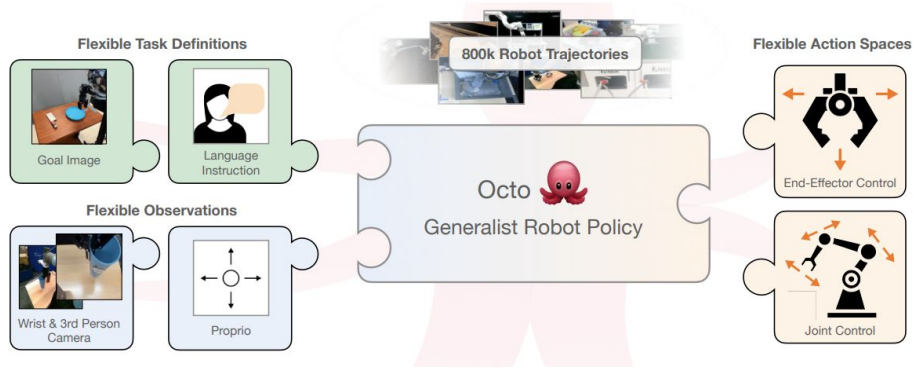 Flexible Task Definitions
Goal Image
Language
Instruction
Flexible Observations
Wrist & 3rd Person
Camera
Proprio
800k Robot Trajectories
Octo
Generalist Robot Policy
Flexible Action Spaces
End-Effector Control
Joint Control